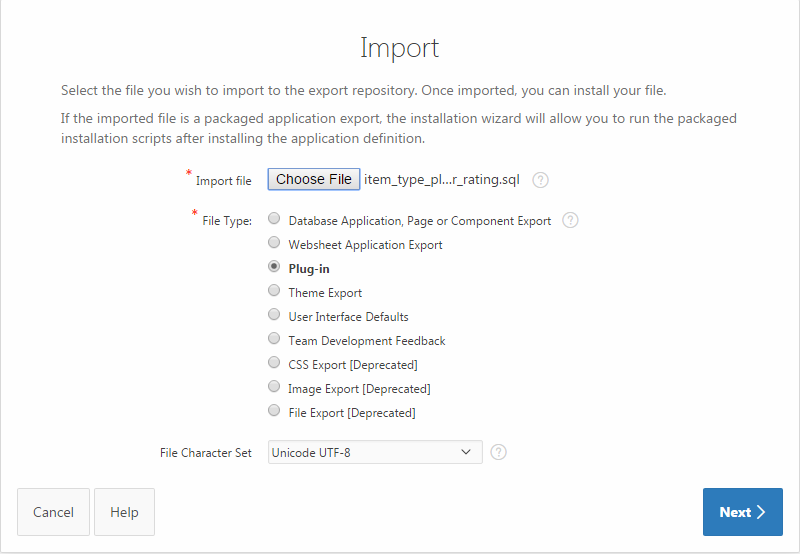 Import
Select the file you wish to import to the export repository. Once imported, you can install your file.
If the imported file is a packaged application export, the installation wizard will allow you to run the packaged
installation scripts after installing the application definition.
* Import file Choose File item_type_pl...r_rating.sql ?
* File Type: Database Application, Page or Component Export ?
Websheet Application Export
Plug-in
Theme Export
User Interface Defaults
Team Development Feedback
CSS Export [Deprecated]
Image Export [Deprecated]
File Export [Deprecated]
File Character Set Unicode UTF-8 ?
Cancel Help Next